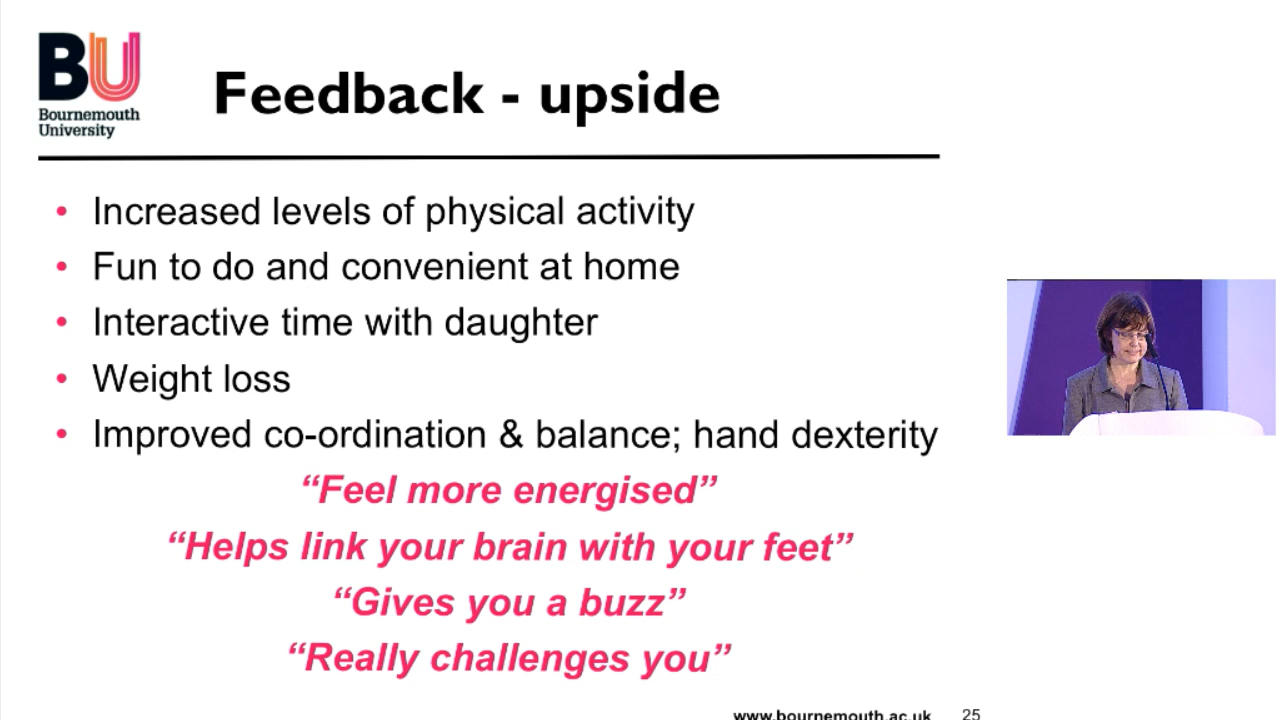 BU
Bournemouth
University
Feedback - upside
• Increased levels of physical activity
• Fun to do and convenient at home
• Interactive time with daughter
• Weight loss
• Improved co-ordination & balance; hand dexterity
“Feel more energised”
“Helps link your brain with your feet”
“Gives you a buzz”
“Really challenges you”
www.bournemouth.ac.uk 25